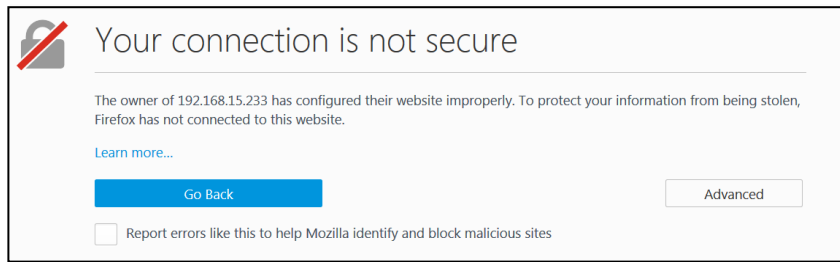 Your connection is not secure
The owner of 192.168.15.233 has configured their website improperly. To protect your information from being stolen,
Firefox has not connected to this website.
Learn more...
Go Back
Advanced
Report errors like this to help Mozilla identify and block malicious sites